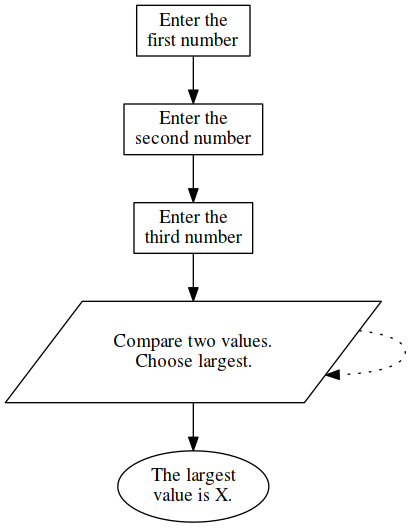 Enter the
first number
Enter the
second number
Enter the
third number
Compare two values.
Choose largest.
The largest
value is X.